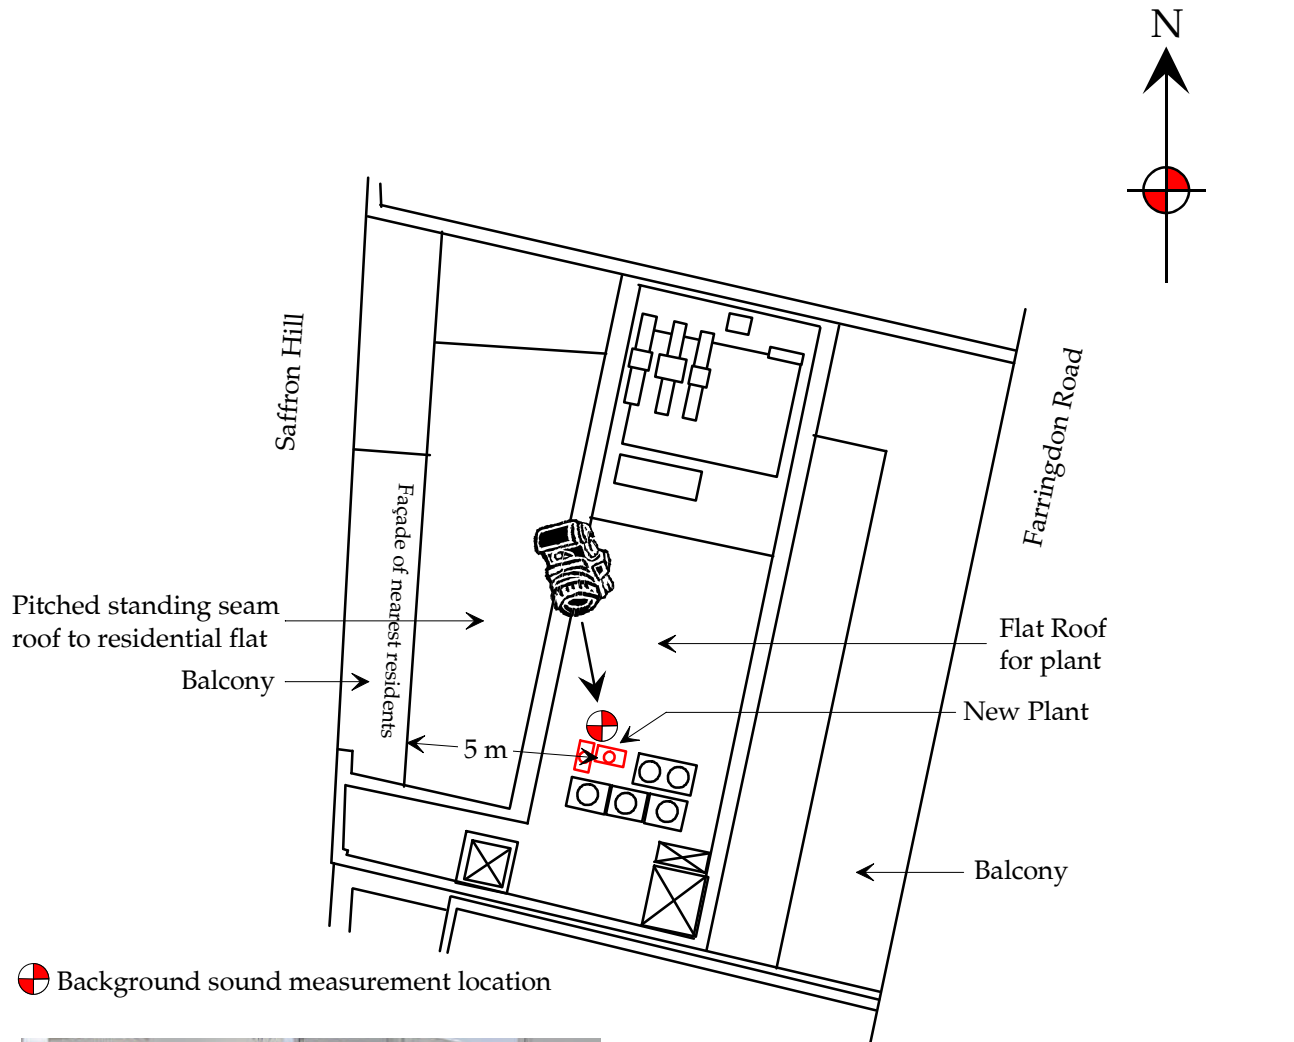 N
Saffron Hill
Farringdon Road
Façade of nearest residents
Pitched standing seam
roof to residential flat
Balcony
Flat Roof
for plant
New Plant
5 m
Balcony
Background sound measurement location